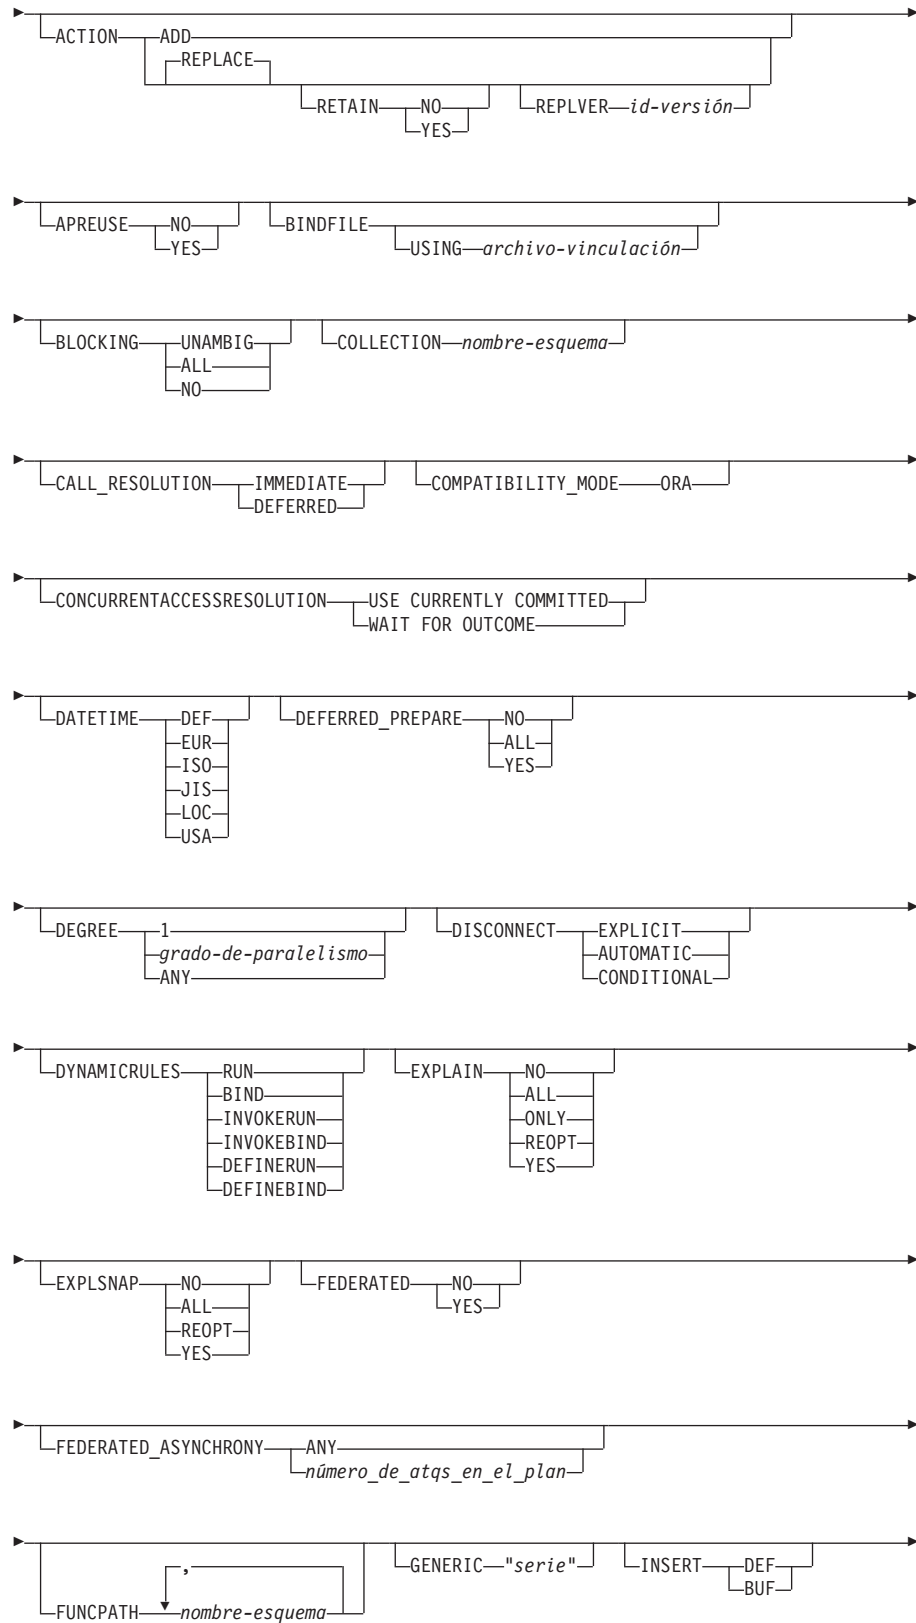 ACTION ADD
REPLACE
RETAIN NO REPLVER id-versión
YES
APREUSE NO BINDFILE
YES USING archivo-vinculación
BLOCKING UNAMBIG COLLECTION nombre-esquema
ALL
NO
CALL_RESOLUTION IMMEDIATE COMPATIBILITY_MODE ORA
DEFERRED
CONCURRENTACCESSRESOLUTION USE CURRENTLY COMMITTED
WAIT FOR OUTCOME
DATETIME DEF DEFERRED_PREPARE NO
EUR ALL
ISO YES
JIS
LOC
USA
DEGREE 1 DISCONNECT EXPLICIT
grado-de-paralelismo AUTOMATIC
ANY CONDITIONAL
DYNAMICRULES RUN EXPLAIN NO
BIND ALL
INVOKERUN ONLY
INVOKEBIND REOPT
DEFINERUN YES
DEFINEBIND
EXPLSNAP NO FEDERATED NO
ALL YES
REOPT
YES
FEDERATED_ASYNCHRONY ANY
número_de_atqs_en_el_plan
, GENERIC "serie" INSERT DEF
BUF
FUNCPATH nombre-esquema